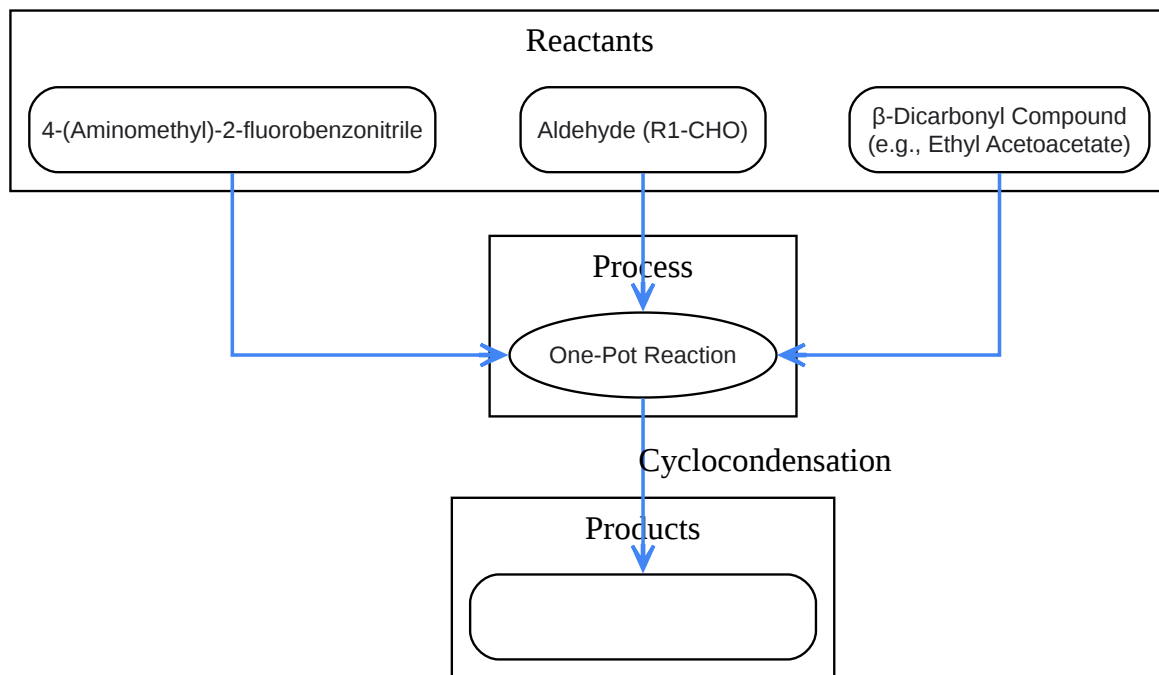 Reactants
4-(Aminomethyl)-2-fluorobenzonitrile
Aldehyde (R1-CHO)
β-Dicarbonyl Compound
(e.g., Ethyl Acetoacetate)
Process
One-Pot Reaction
Cyclocondensation
Products